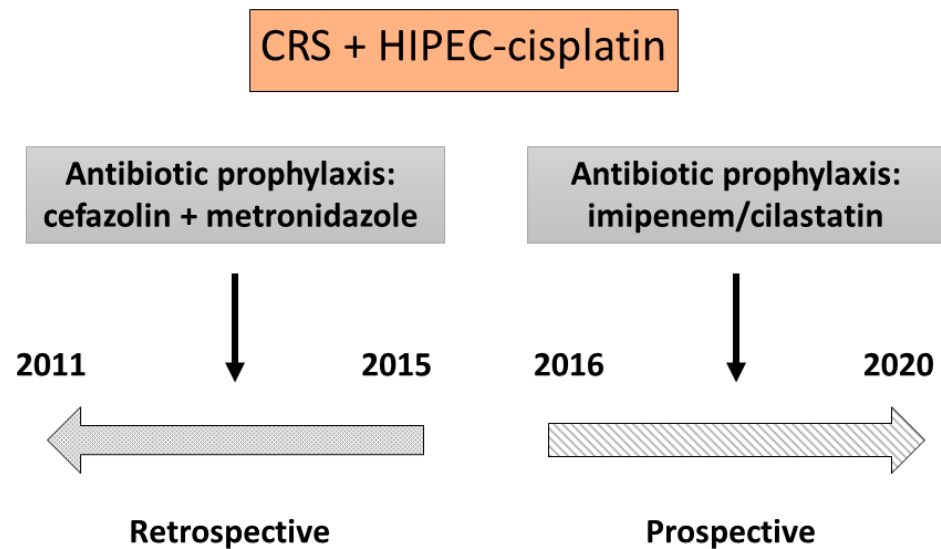 CRS + HIPEC-cisplatin
Antibiotic prophylaxis:
cefazolin + metronidazole
Antibiotic prophylaxis:
imipenem/cilastatin
2011
2015
2016
2020
Retrospective
Prospective